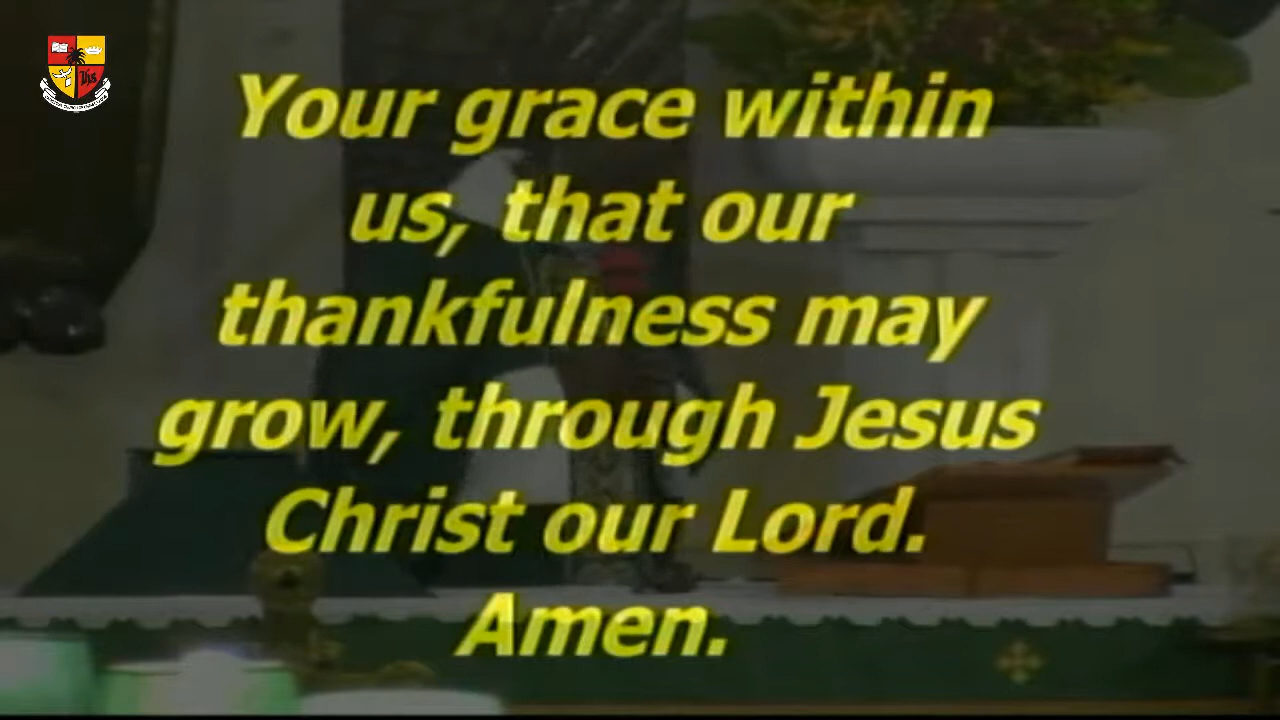 Your grace within
us, that our
thankfulness may
grow, through Jesus
Christ our Lord.
Amen.